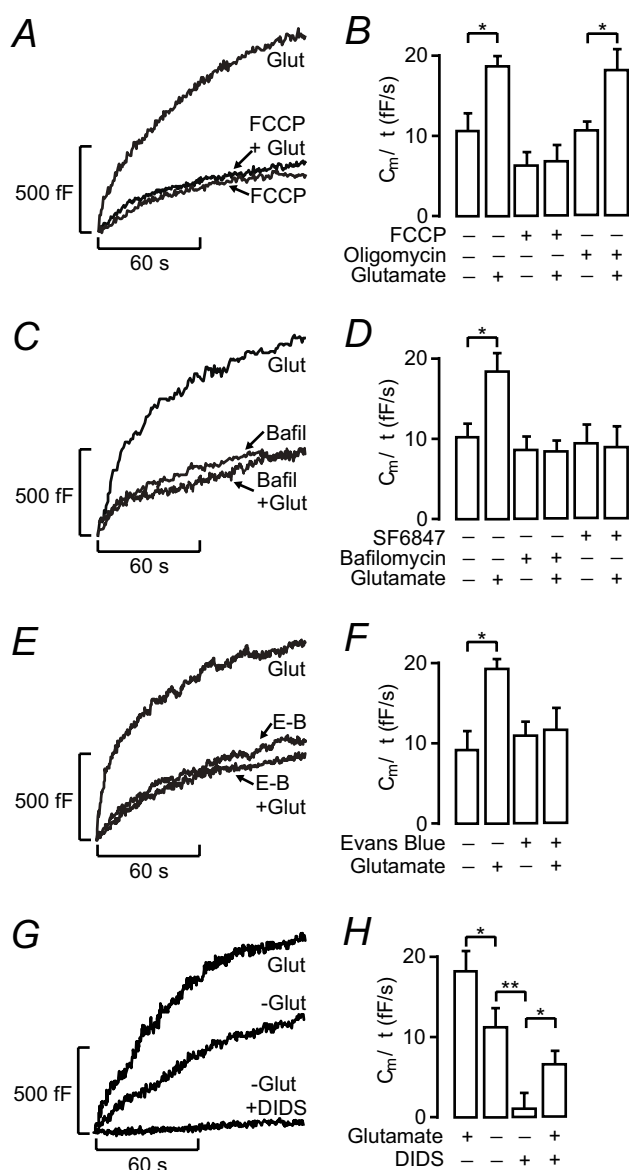 A
Glut
FCCP
+ Glut
FCCP
500 fF
60 s
B
20
10
0
Cm/ t (fF/s)
*
*
FCCP – – + + – –
Oligomycin – – – – + +
Glutamate – + – + – +
C
Glut
Bafil
Bafil
+Glut
500 fF
60 s
D
20
10
0
Cm/ t (fF/s)
*
SF6847 – – – – + +
Bafilomycin – – + + – –
Glutamate – + – + – +
E
Glut
E-B
E-B
+Glut
500 fF
60 s
F
20
10
0
Cm/ t (fF/s)
*
Evans Blue – – + +
Glutamate – + – +
G
Glut
-Glut
-Glut
+DIDS
500 fF
60 s
H
20
10
0
Cm/ t (fF/s)
*
**
*
Glutamate + – – +
DIDS – – + +